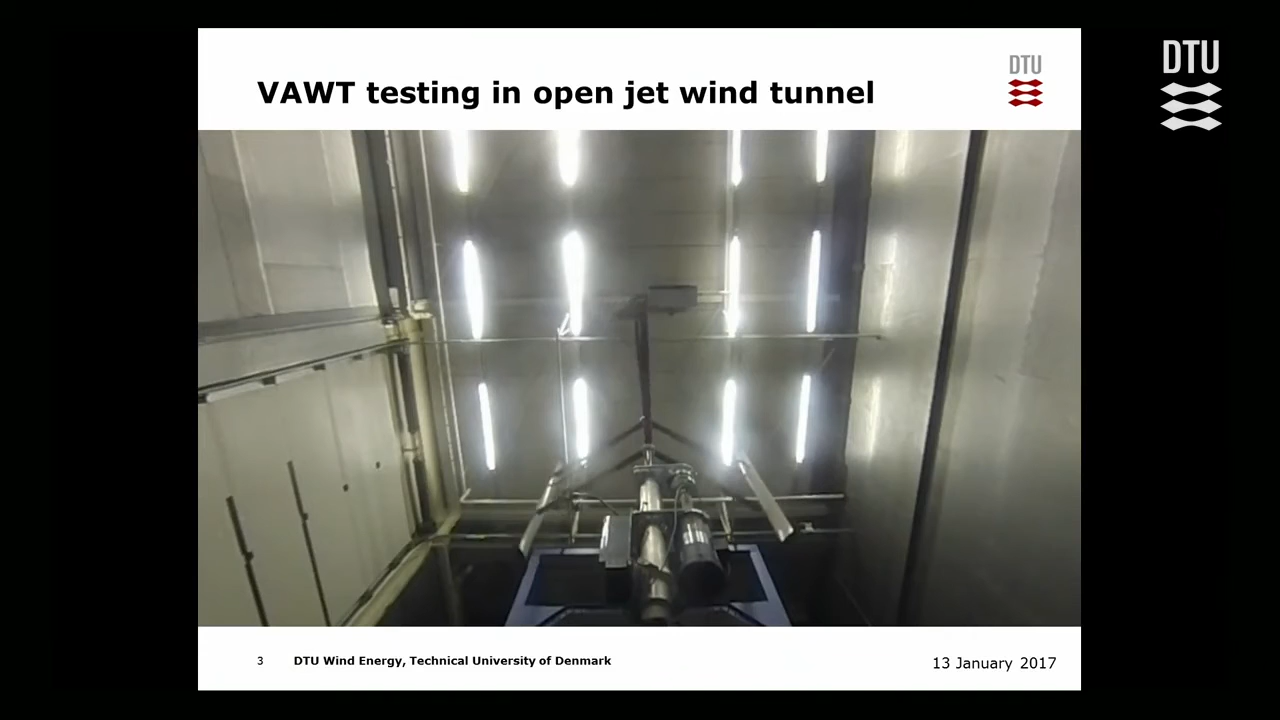 VAWT testing in open jet wind tunnel
DTU
DTU
3
DTU Wind Energy, Technical University of Denmark
13 January 2017